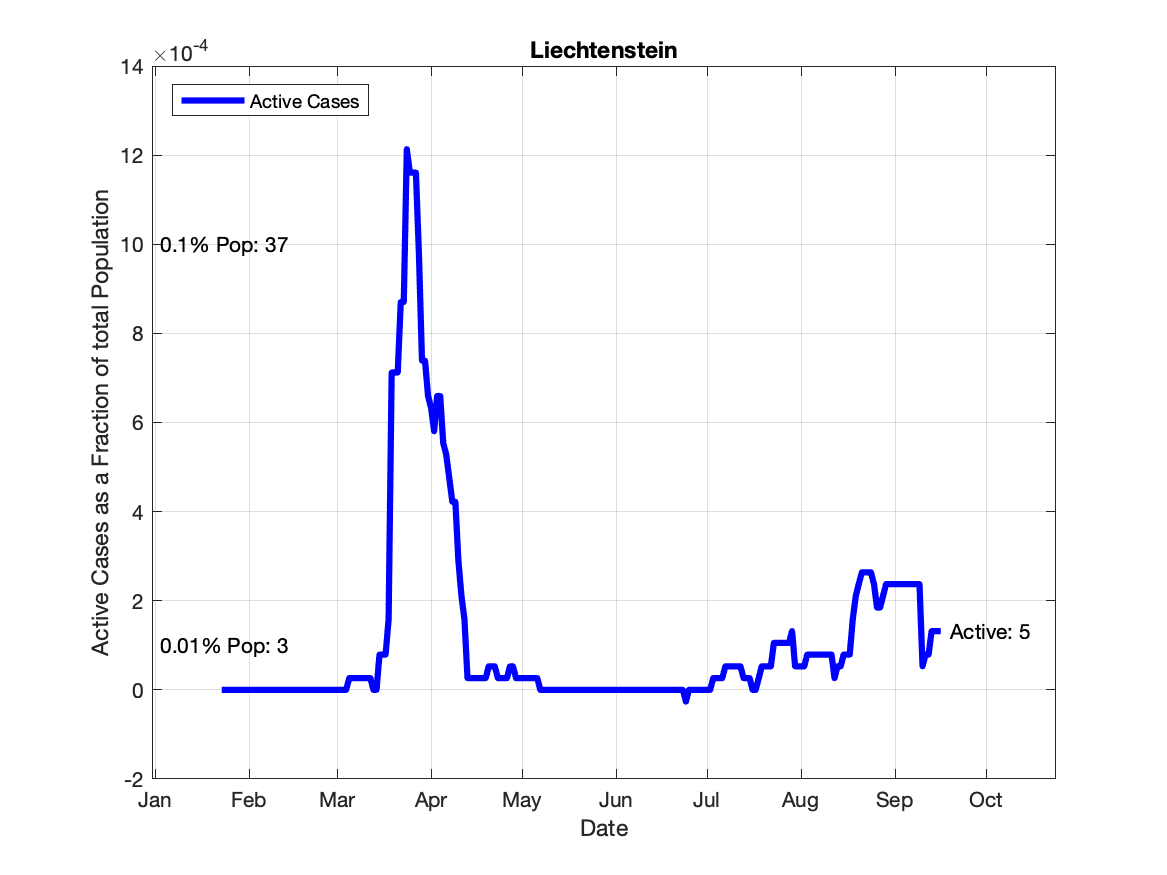 Liechtenstein
×10⁻⁴
Active Cases
14
12
10
8
6
4
2
0
-2
0.1% Pop: 37
0.01% Pop: 3
Active: 5
Active Cases as a Fraction of total Population
Jan Feb Mar Apr May Jun Jul Aug Sep Oct
Date